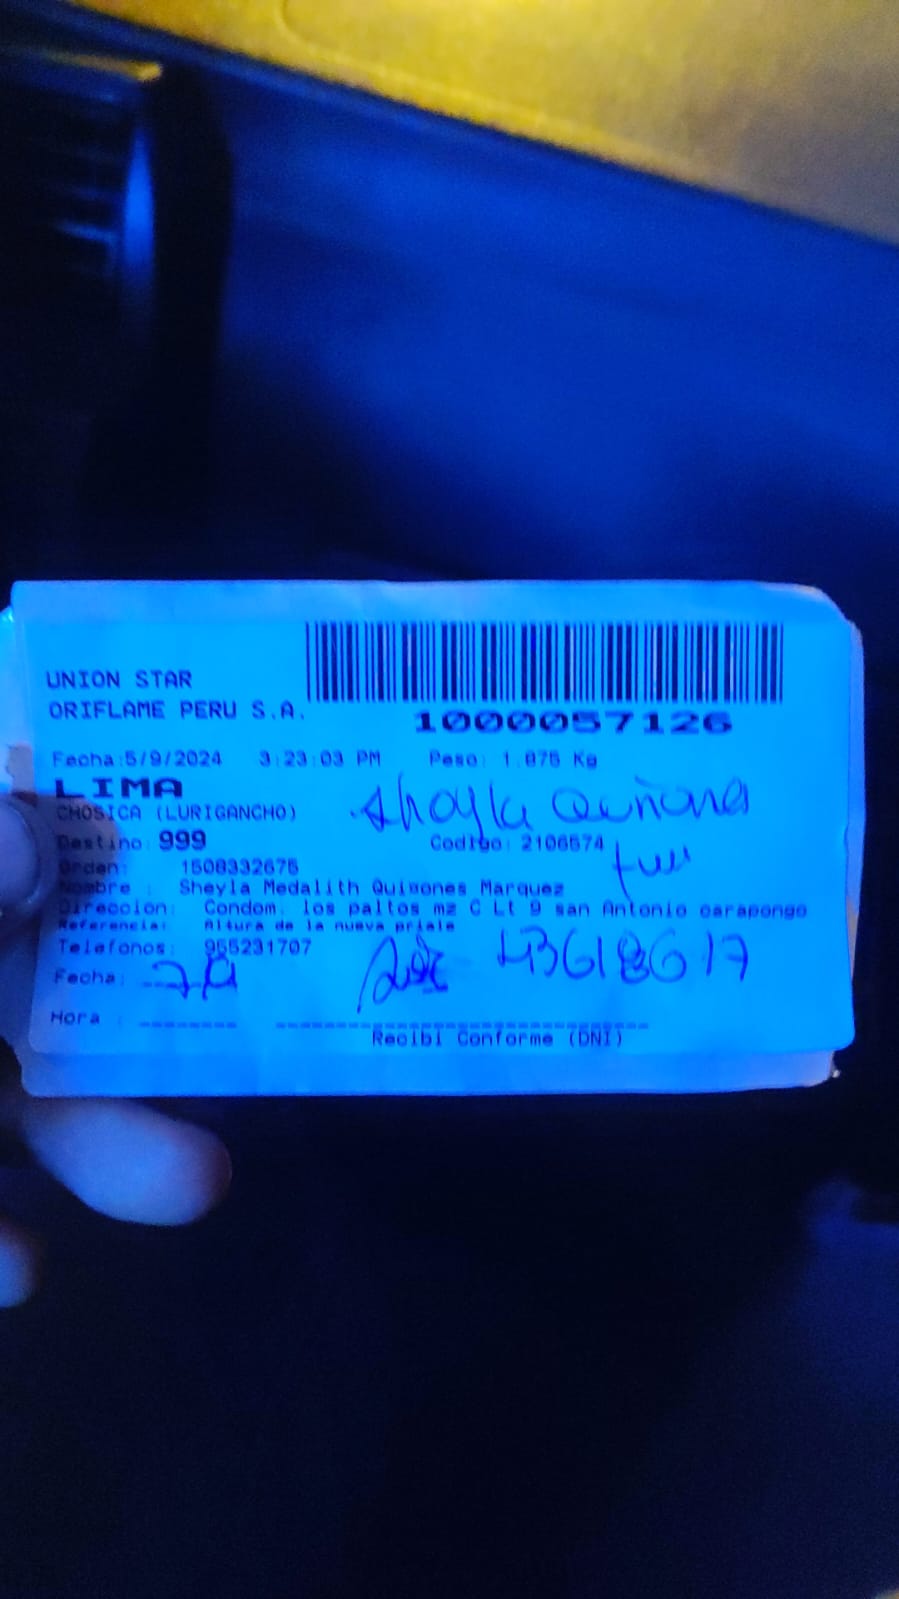 UNION STAR
ORIFLAME PERU S.A.
1000057126
Fecha:5/9/2024 3:23:03 PM Peso: 1.875 Kg
LIMA
CHOSICA (LURIGANCHO)
Sheyla Quiñones
Destino: 999 Codigo: 2106574
Orden: 1508332675
Nombre : Sheyla Medalith Quinones Marquez
Direccion: Condom. los paltos mz C Lt 9 san Antonio carapongo
Referencia: Altura de la nueva priale
Telefonos: 955231707
Fecha:
Hora :
Recibi Conforme (DNI)